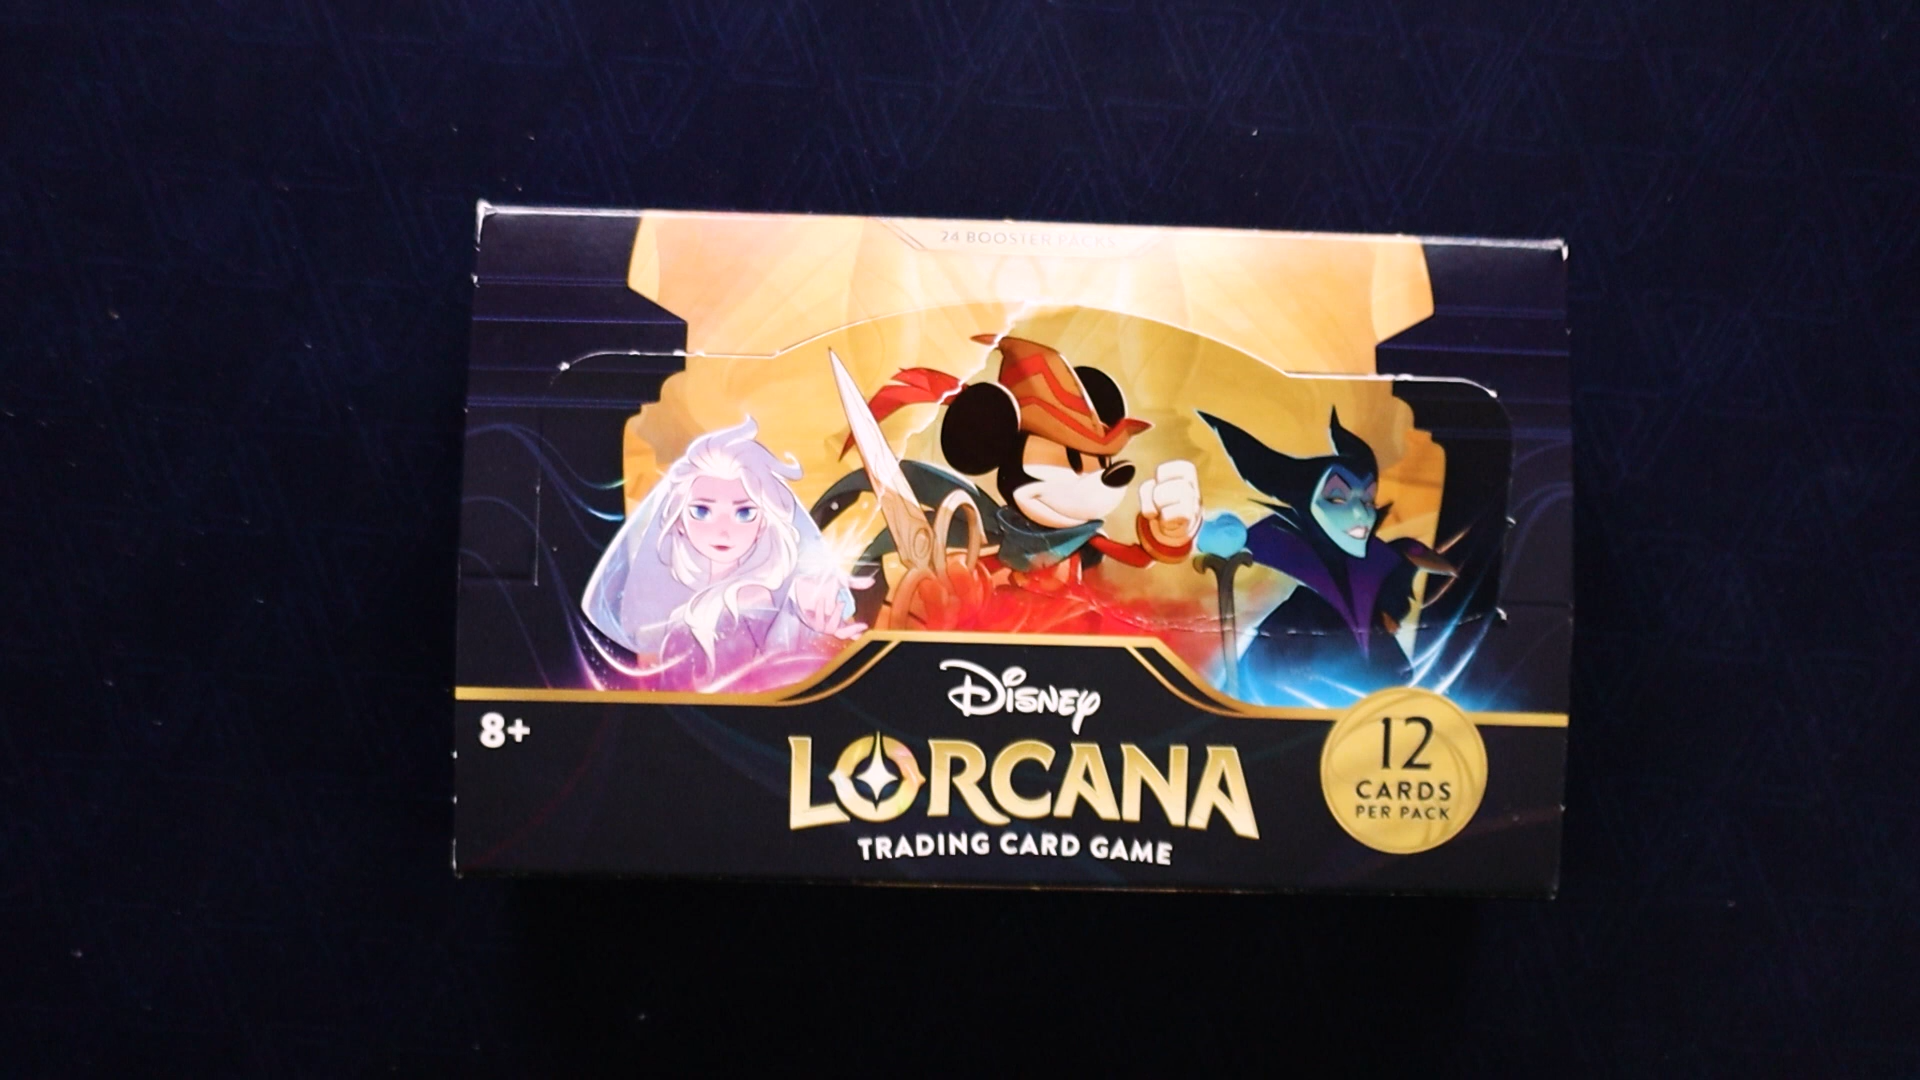 24 BOOSTER PACKS
Disney
LORCANA
TRADING CARD GAME
8+
12
CARDS
PER PACK